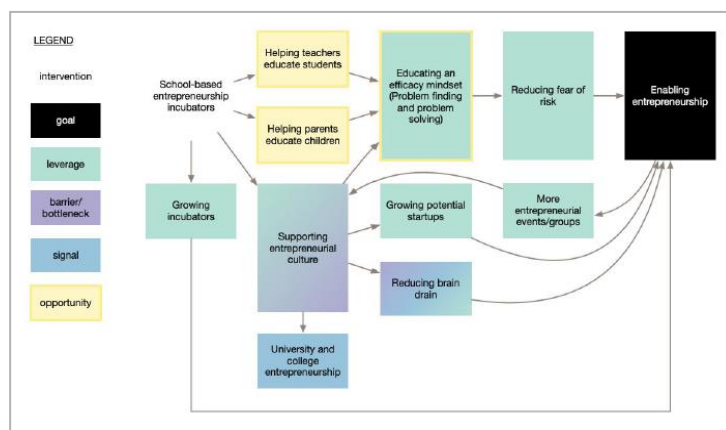 LEGEND
intervention
goal
leverage
barrier/
bottleneck
signal
opportunity
School-based
entrepreneurship
incubators
Helping teachers
educate students
Helping parents
educate children
Educating an
efficacy mindset
(Problem finding
and problem
solving)
Reducing fear of
risk
Enabling
entrepreneurship
Growing
incubators
Supporting
entrepreneurial
culture
Growing potential
startups
More
entrepreneurial
events/groups
Reducing brain
drain
University and
college
entrepreneurship